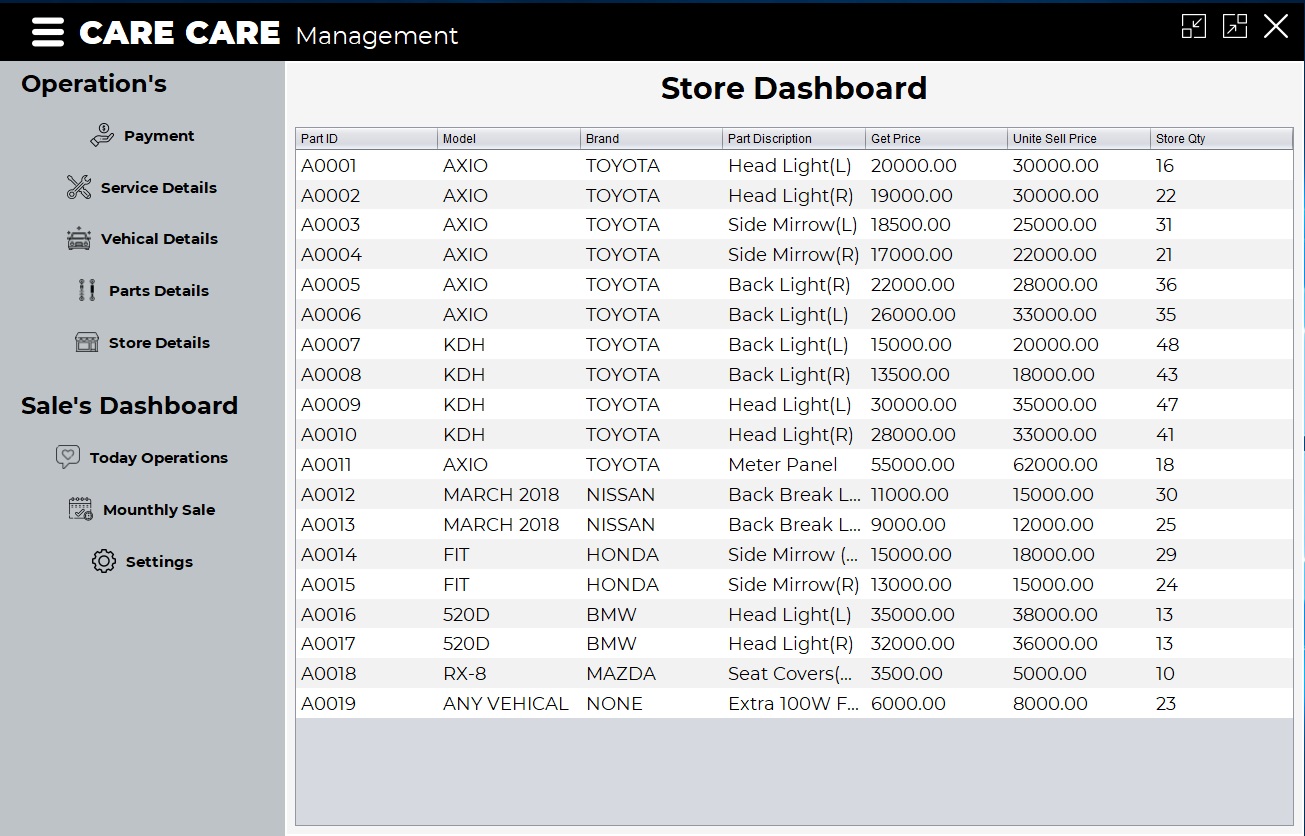 CARE CARE Management
Operation's
Payment
Service Details
Vehical Details
Parts Details
Store Details
Sale's Dashboard
Today Operations
Mounthly Sale
Settings
Store Dashboard
Part ID Model Brand Part Discription Get Price Unite Sell Price Store Qty
A0001 AXIO TOYOTA Head Light(L) 20000.00 30000.00 16
A0002 AXIO TOYOTA Head Light(R) 19000.00 30000.00 22
A0003 AXIO TOYOTA Side Mirrow(L) 18500.00 25000.00 31
A0004 AXIO TOYOTA Side Mirrow(R) 17000.00 22000.00 21
A0005 AXIO TOYOTA Back Light(R) 22000.00 28000.00 36
A0006 AXIO TOYOTA Back Light(L) 26000.00 33000.00 35
A0007 KDH TOYOTA Back Light(L) 15000.00 20000.00 48
A0008 KDH TOYOTA Back Light(R) 13500.00 18000.00 43
A0009 KDH TOYOTA Head Light(L) 30000.00 35000.00 47
A0010 KDH TOYOTA Head Light(R) 28000.00 33000.00 41
A0011 AXIO TOYOTA Meter Panel 55000.00 62000.00 18
A0012 MARCH 2018 NISSAN Back Break L... 11000.00 15000.00 30
A0013 MARCH 2018 NISSAN Back Break L... 9000.00 12000.00 25
A0014 FIT HONDA Side Mirrow (... 15000.00 18000.00 29
A0015 FIT HONDA Side Mirrow(R) 13000.00 15000.00 24
A0016 520D BMW Head Light(L) 35000.00 38000.00 13
A0017 520D BMW Head Light(R) 32000.00 36000.00 13
A0018 RX-8 MAZDA Seat Covers(... 3500.00 5000.00 10
A0019 ANY VEHICAL NONE Extra 100W F... 6000.00 8000.00 23